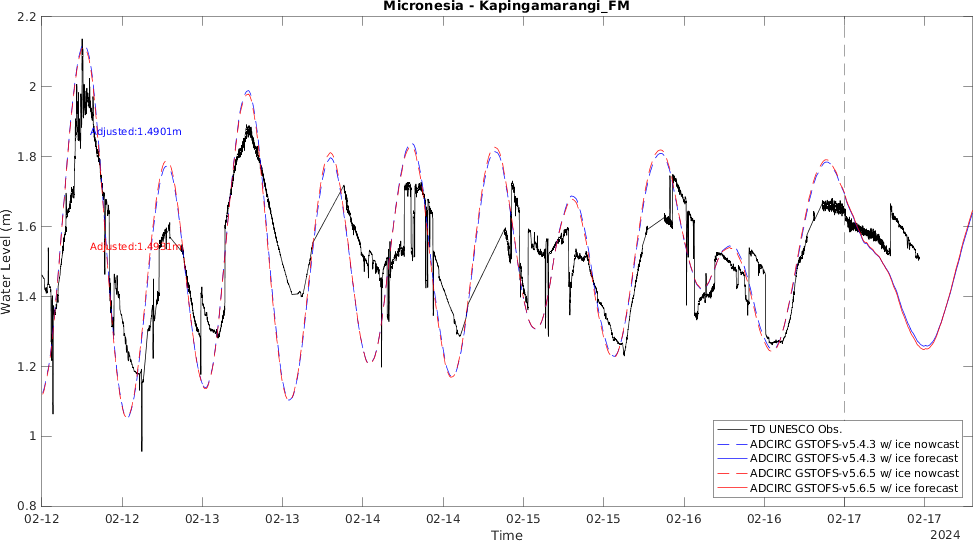 Micronesia - Kapingamarangi_FM
2.2
2
1.8
1.6
1.4
1.2
1
0.8
Water Level (m)
Adjusted:1.4901m
TD UNESCO Obs.
ADCIRC GSTOFS-v5.4.3 w/ ice nowcast
ADCIRC GSTOFS-v5.4.3 w/ ice forecast
ADCIRC GSTOFS-v5.6.5 w/ ice nowcast
ADCIRC GSTOFS-v5.6.5 w/ ice forecast
02-12 02-12 02-13 02-13 02-14 02-14 02-15 02-15 02-16 02-16 02-17 02-17
2024
Time